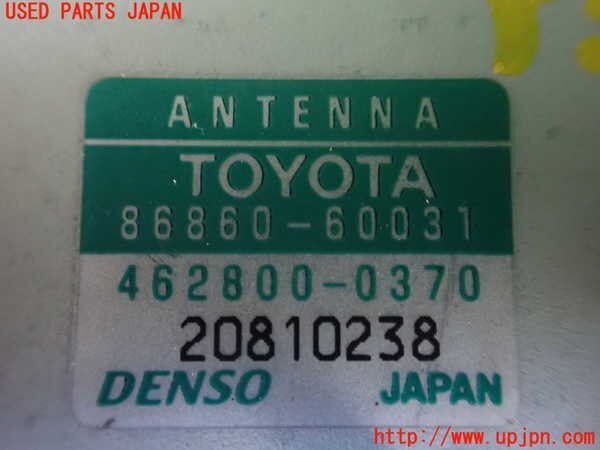 USED PARTS JAPAN
ANTENNA
TOYOTA
86860-60031
462800-0370
20810238
DENSO JAPAN
http://www.upjpn.com/